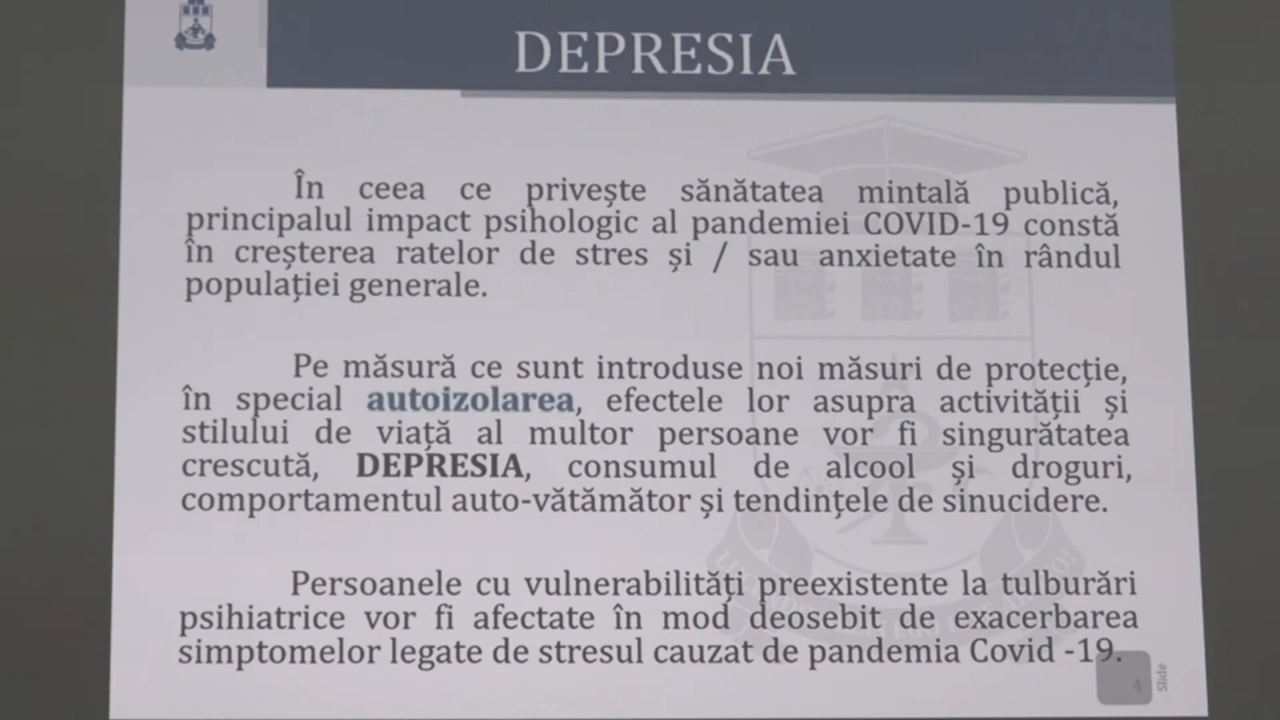 DEPRESIA
În ceea ce privește sănătatea mintală publică,
principalul impact psihologic al pandemiei COVID-19 constă
în creșterea ratelor de stres și / sau anxietate în rândul
populației generale.
Pe măsură ce sunt introduse noi măsuri de protecție,
în special autoizolarea, efectele lor asupra activității și
stilului de viață al multor persoane vor fi singurătatea
crescută, DEPRESIA, consumul de alcool și droguri,
comportamentul auto-vătămător și tendințele de sinucidere.
Persoanele cu vulnerabilități preexistente la tulburări
psihiatrice vor fi afectate în mod deosebit de exacerbarea
simptomelor legate de stresul cauzat de pandemia Covid -19.
4
Slide